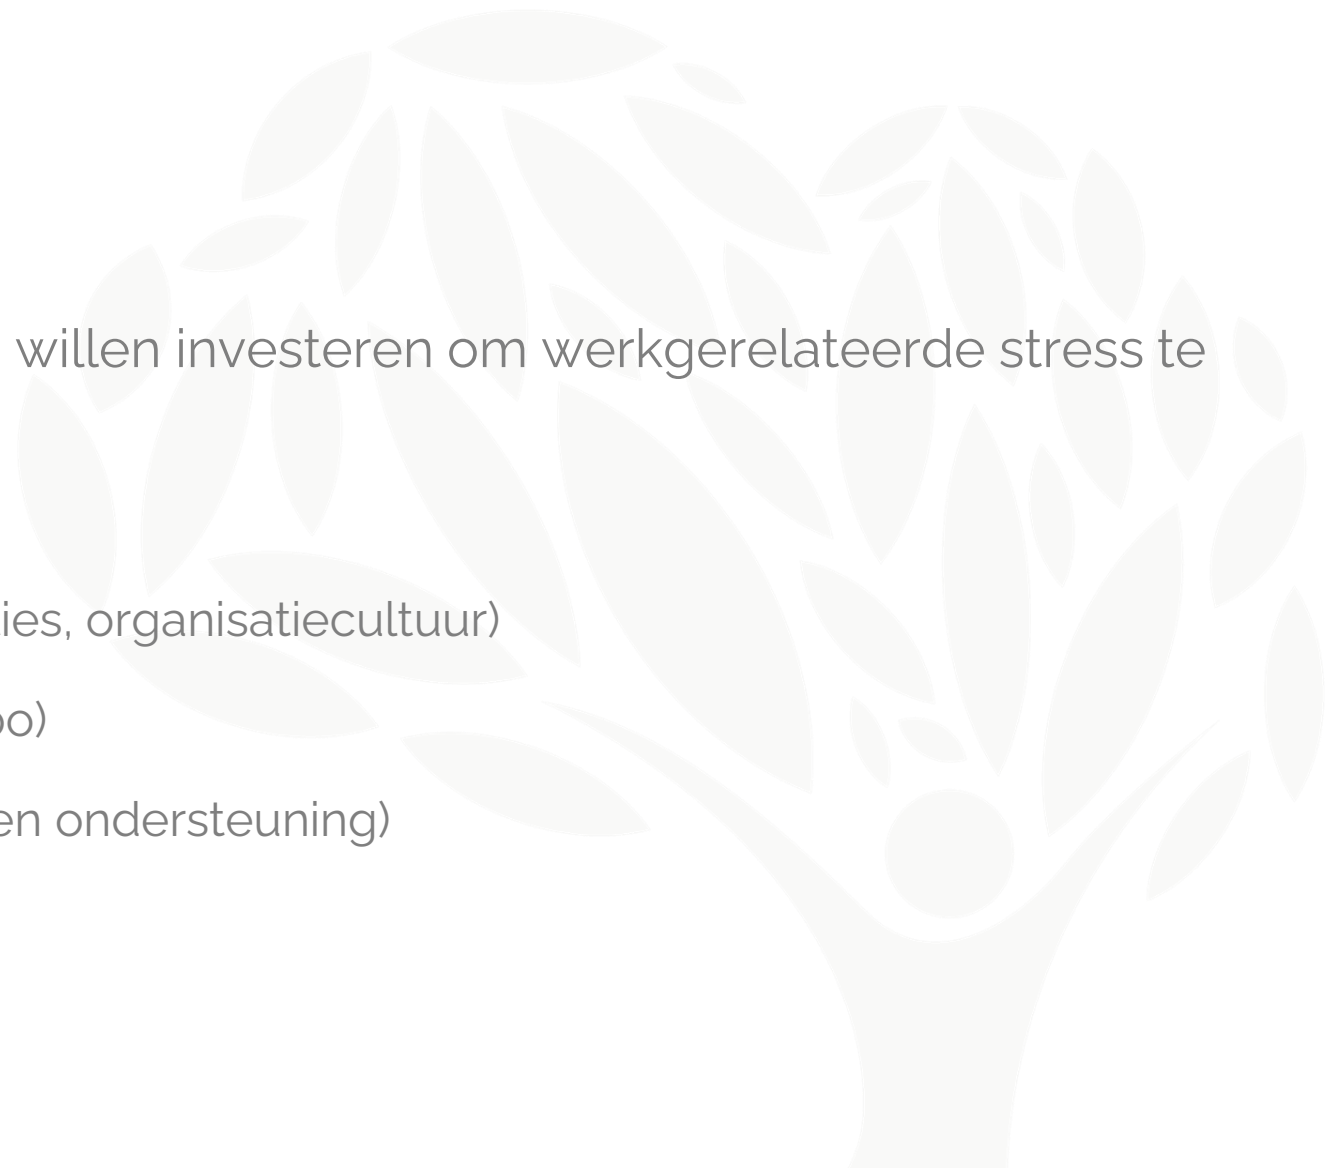 willen investeren om werkgerelateerde stress te
ies, organisatiecultuur)
oo)
en ondersteuning)